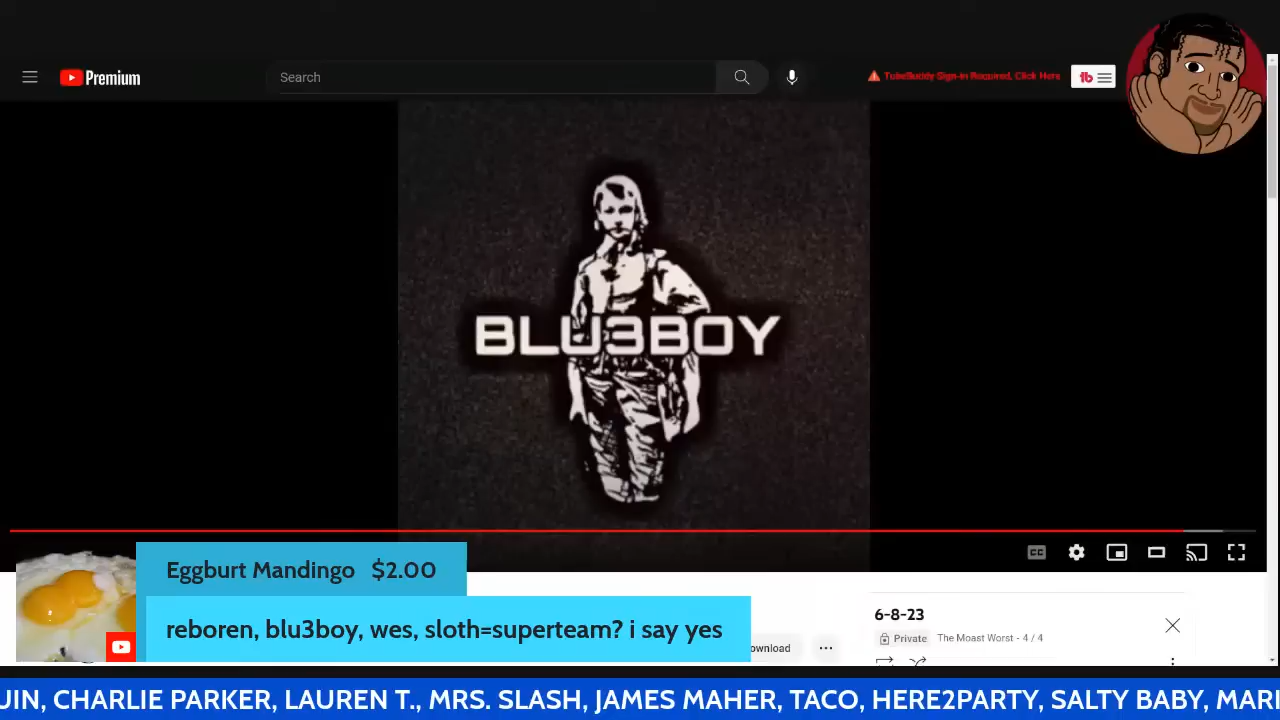 Premium
Search
TubeBuddy Sign-in Required, Click Here
tb
BLU3BOY
CC
Eggburt Mandingo $2.00
reboren, blu3boy, wes, sloth=superteam? i say yes
ownload
6-8-23
Private The Moast Worst - 4 / 4
UIN, CHARLIE PARKER, LAUREN T., MRS. SLASH, JAMES MAHER, TACO, HERE2PARTY, SALTY BABY, MARI